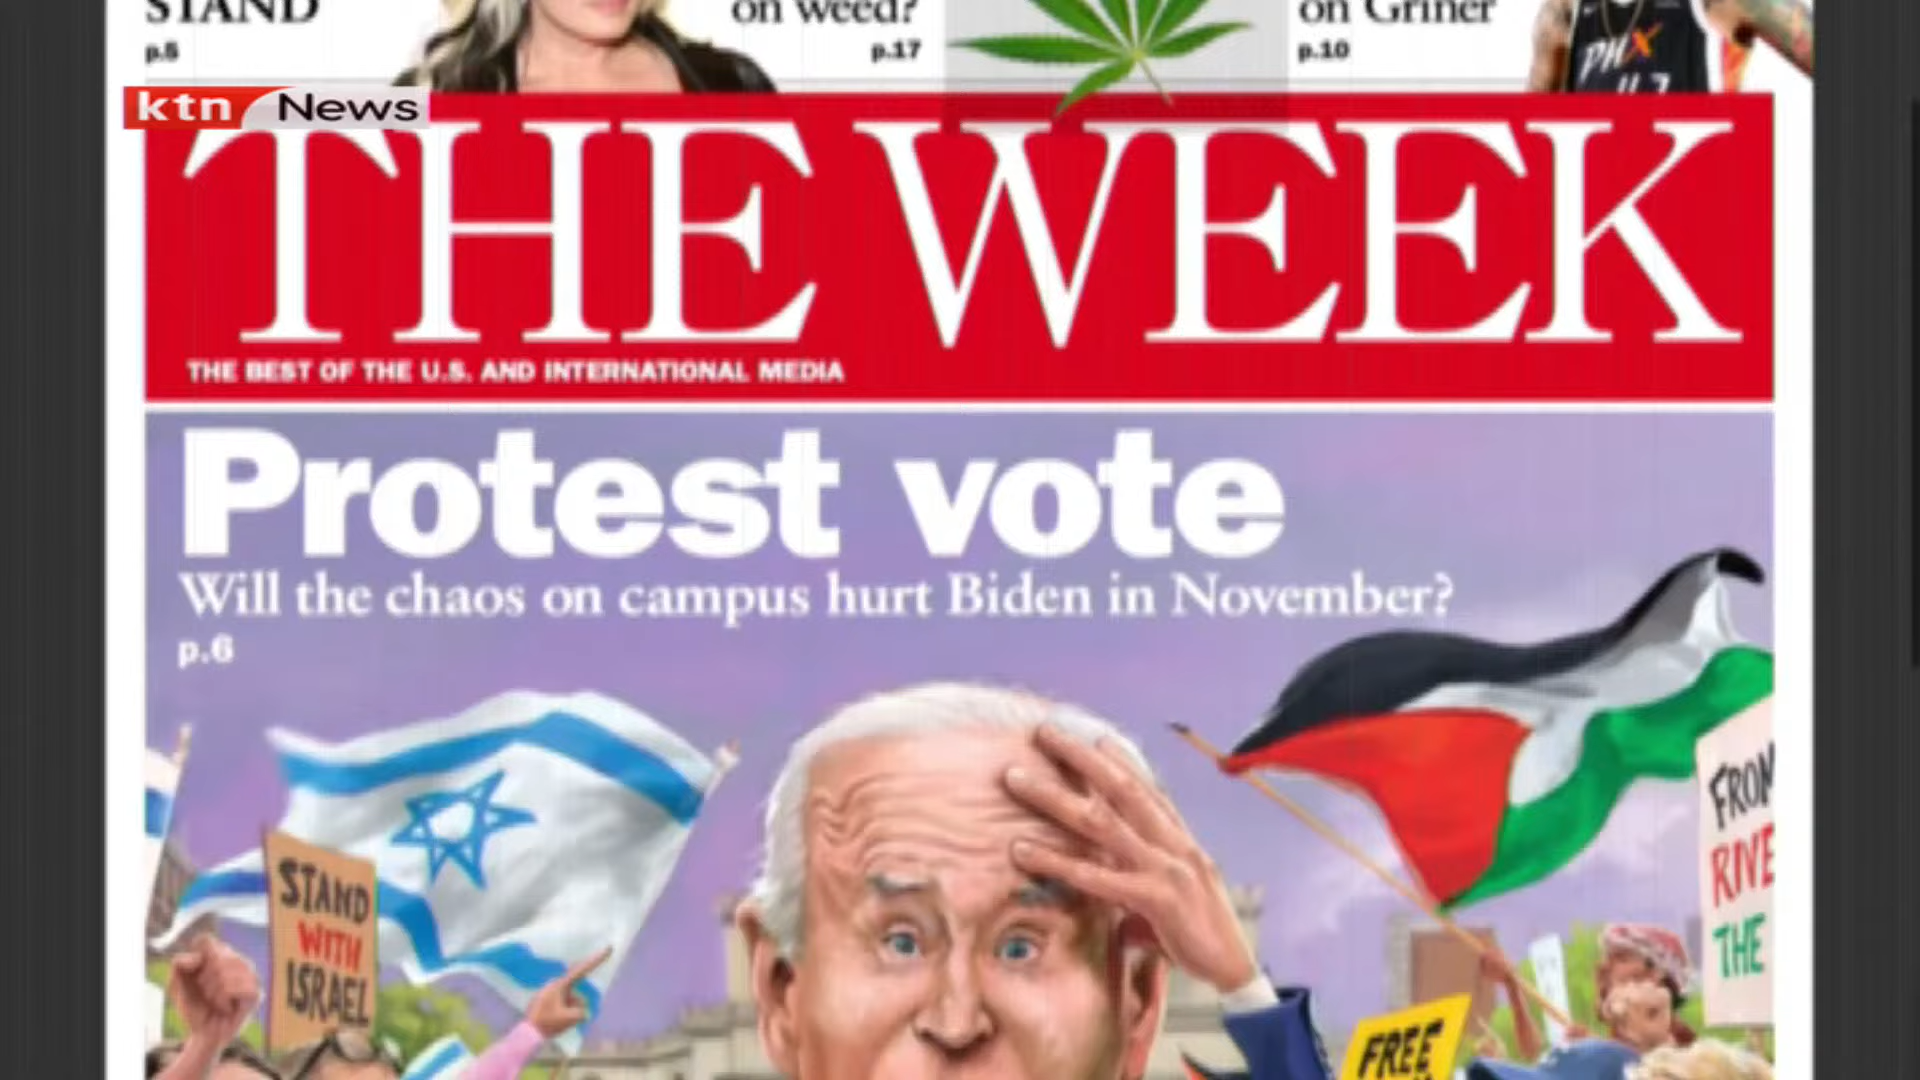 STAND
p.5
on weed?
p.17
on Griner
p.10
PHX
ktn News
THE WEEK
THE BEST OF THE U.S. AND INTERNATIONAL MEDIA
Protest vote
Will the chaos on campus hurt Biden in November?
p.6
STAND
WITH
ISRAEL
FROM
RIVE
THE
FREE